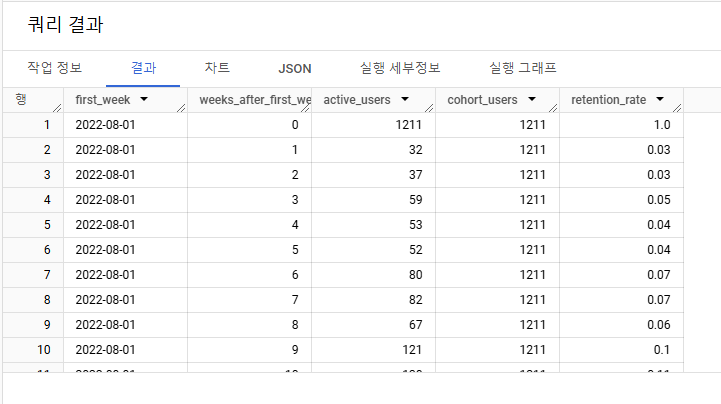 쿼리 결과
작업 정보 결과 차트 JSON 실행 세부정보 실행 그래프
행 first_week weeks_after_first_we active_users cohort_users retention_rate
1 2022-08-01 0 1211 1211 1.0
2 2022-08-01 1 32 1211 0.03
3 2022-08-01 2 37 1211 0.03
4 2022-08-01 3 59 1211 0.05
5 2022-08-01 4 53 1211 0.04
6 2022-08-01 5 52 1211 0.04
7 2022-08-01 6 80 1211 0.07
8 2022-08-01 7 82 1211 0.07
9 2022-08-01 8 67 1211 0.06
10 2022-08-01 9 121 1211 0.1